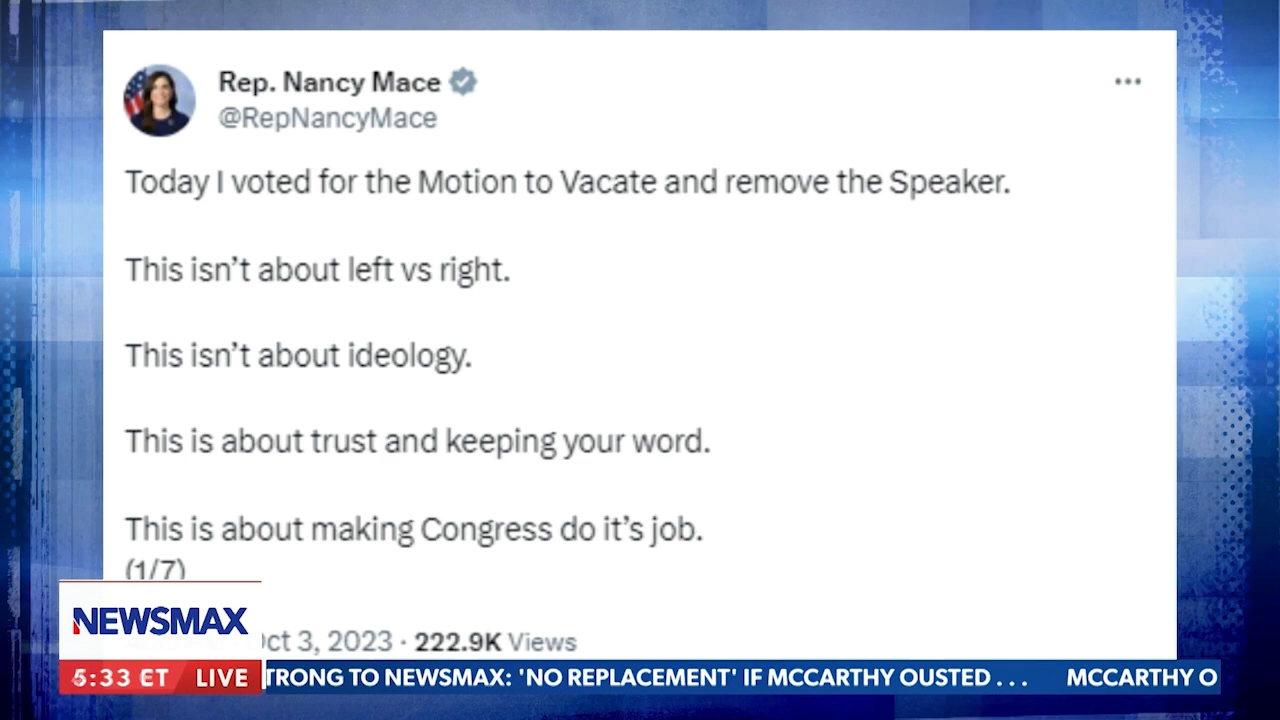 Rep. Nancy Mace
@RepNancyMace
Today I voted for the Motion to Vacate and remove the Speaker.
This isn’t about left vs right.
This isn’t about ideology.
This is about trust and keeping your word.
This is about making Congress do it’s job.
(1/7)
3, 2023 · 222.9K Views
NEWSMAX
5:33 ET LIVE
TO NEWSMAX: 'NO REPLACEMENT' IF MCCARTHY OUSTED . . . MCCARTHY